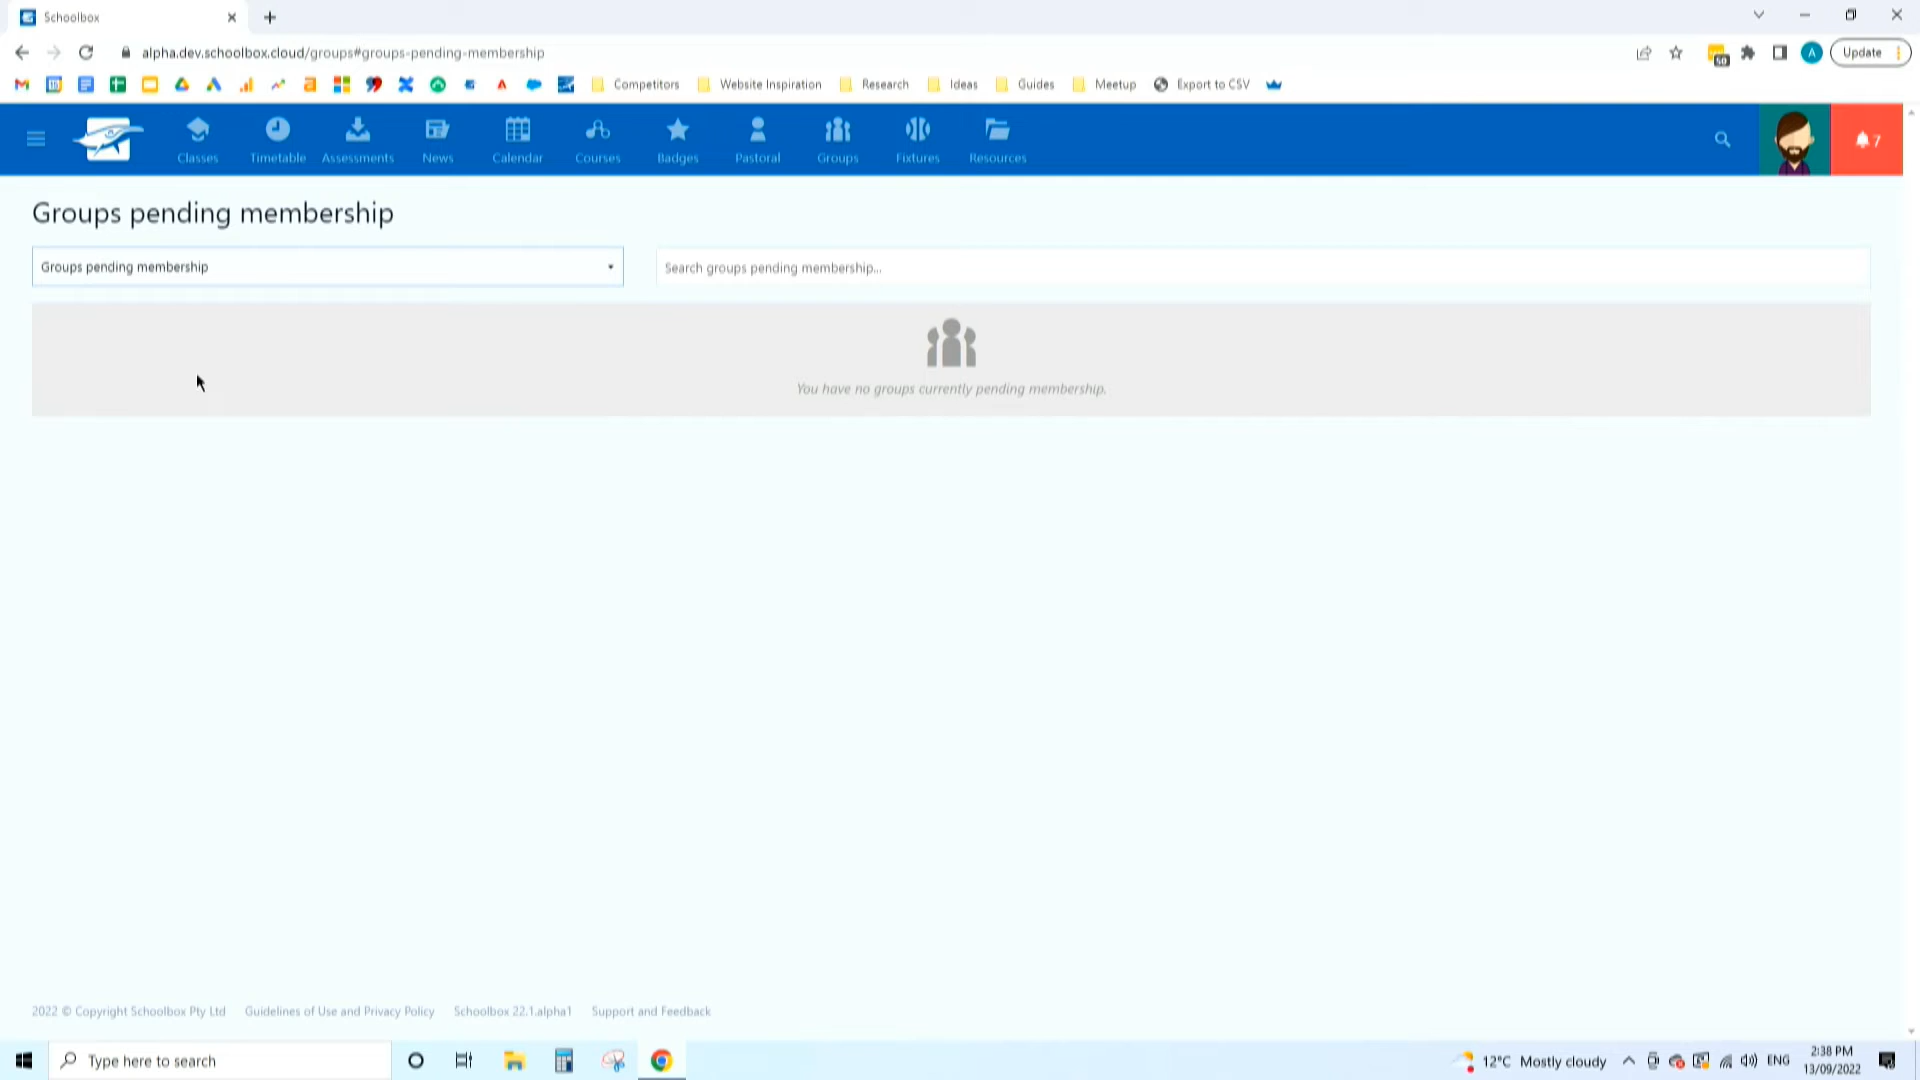 Schoolbox
alpha.dev.schoolbox.cloud/groups#groups-pending-membership
50
A
Update
Competitors
Website Inspiration
Research
Ideas
Guides
Meetup
Export to CSV
Classes
Timetable
Assessments
News
Calendar
Courses
Badges
Pastoral
Groups
Fixtures
Resources
7
Groups pending membership
Groups pending membership
Search groups pending membership...
You have no groups currently pending membership.
2022 © Copyright Schoolbox Pty Ltd
Guidelines of Use and Privacy Policy
Schoolbox 22.1.alpha1
Support and Feedback
Type here to search
12°C Mostly cloudy
ENG
2:38 PM
13/09/2022